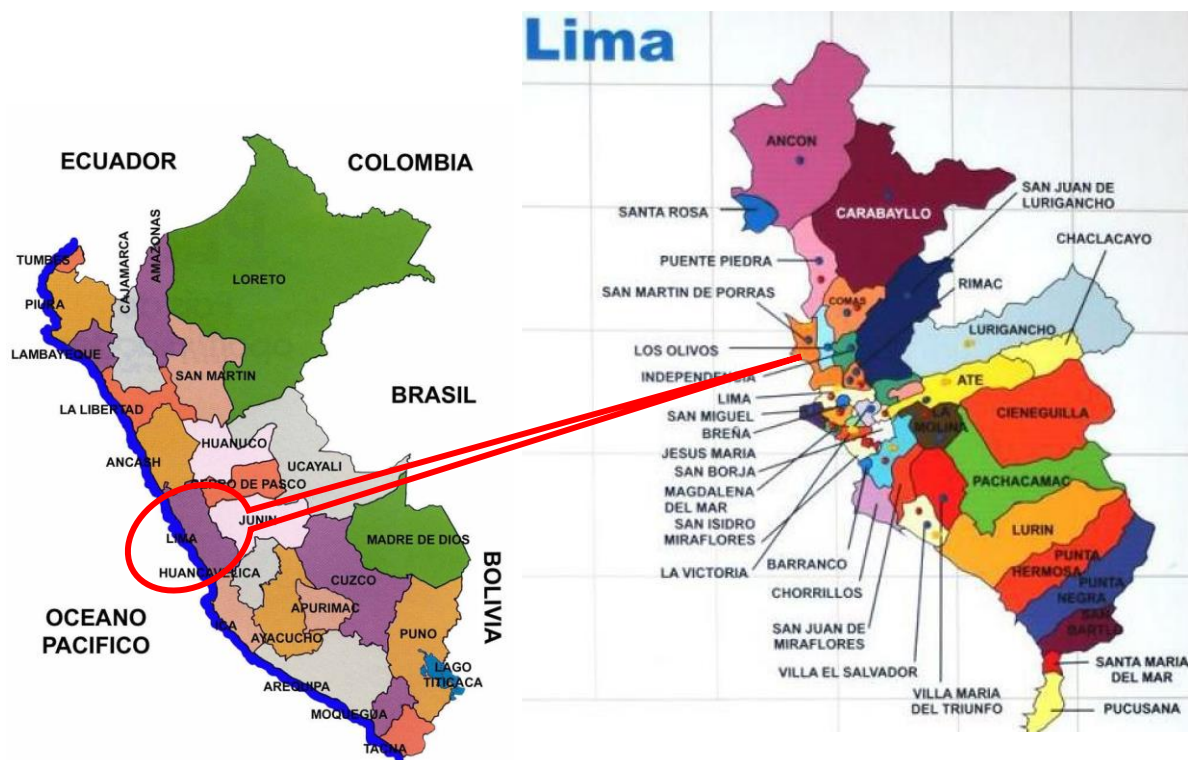 Lima
ECUADOR
COLOMBIA
TUMBES
PIURA
CAJAMARCA
AMAZONAS
LORETO
LAMBAYEQUE
SAN MARTIN
LA LIBERTAD
BRASIL
HUANUCO
ANCASH
UCAYALI
CERRO DE PASCO
JUNIN
LIMA
MADRE DE DIOS
HUANCAVERICA
CUZCO
BOLIVIA
OCEANO
PACIFICO
ICA
APURIMAC
AYACUCHO
PUNO
LAGO
TITICACA
AREQUIPA
MOQUEGUA
TACNA
ANCON
SANTA ROSA
CARABAYLLO
SAN JUAN DE
LURIGANCHO
CHACLACAYO
PUENTE PIEDRA
RIMAC
SAN MARTIN DE PORRAS
COMAS
LURIGANCHO
LOS OLIVOS
INDEPENDENCIA
ATE
LIMA
SAN MIGUEL
LA
MOLINA
CIENEGUILLA
BREÑA
JESUS MARIA
SAN BORJA
PACHACAMAC
MAGDALENA
DEL MAR
SAN ISIDRO
MIRAFLORES
LURIN
LA VICTORIA
BARRANCO
CHORRILLOS
PUNTA
HERMOSA
PUNTA
NEGRA
SAN
BARTLO
SAN JUAN DE
MIRAFLORES
VILLA EL SALVADOR
VILLA MARIA
DEL TRIUNFO
SANTA MARIA
DEL MAR
PUCUSANA